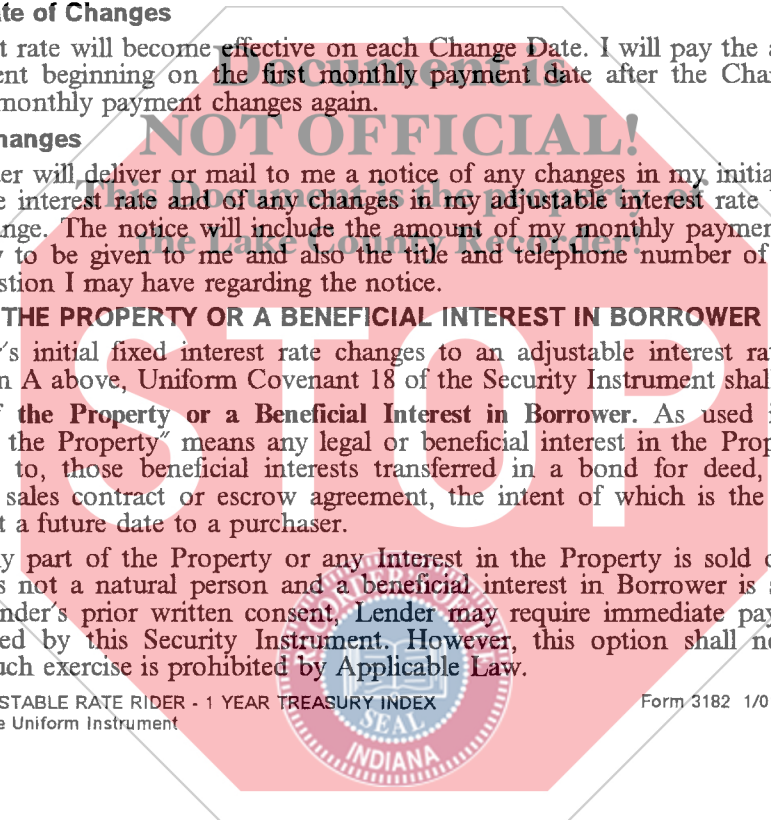 te of Changes
t rate will become effective on each Change Date. I will pay the a
ent beginning on the first monthly payment date after the Chan
monthly payment changes again.
hanges
er will deliver or mail to me a notice of any changes in my initia
e interest rate and of any changes in my adjustable interest rate
nge. The notice will include the amount of my monthly paymen
to be given to me and also the title and telephone number of
stion I may have regarding the notice.
THE PROPERTY OR A BENEFICIAL INTEREST IN BORROWER
's initial fixed interest rate changes to an adjustable interest ra
n A above, Uniform Covenant 18 of the Security Instrument shal
f the Property or a Beneficial Interest in Borrower. As used i
the Property" means any legal or beneficial interest in the Prop
to, those beneficial interests transferred in a bond for deed,
sales contract or escrow agreement, the intent of which is the
t a future date to a purchaser.
y part of the Property or any Interest in the Property is sold o
s not a natural person and a beneficial interest in Borrower is
nder's prior written consent, Lender may require immediate pay
ed by this Security Instrument. However, this option shall n
uch exercise is prohibited by Applicable Law.
STABLE RATE RIDER - 1 YEAR TREASURY INDEX
Form 3182 1/0
e Uniform Instrument
Document is
NOT OFFICIAL!
This Document is the property of
the Lake County Recorder!
STOP
SEAL
INDIANA